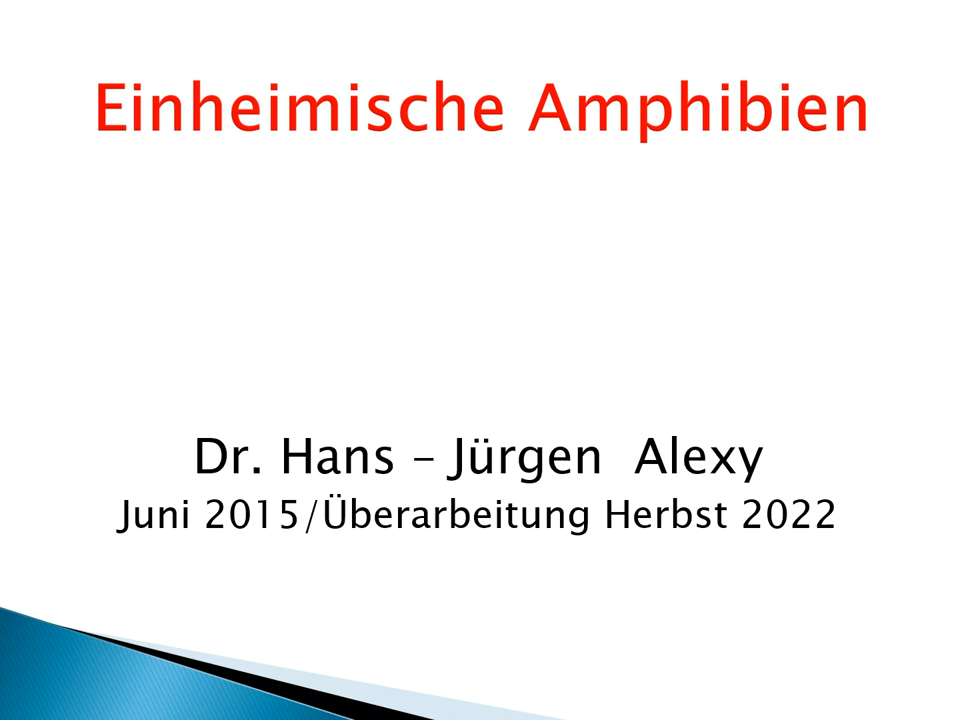 Einheimische Amphibien
Dr. Hans – Jürgen  Alexy
Juni 2015/Überarbeitung Herbst 2022